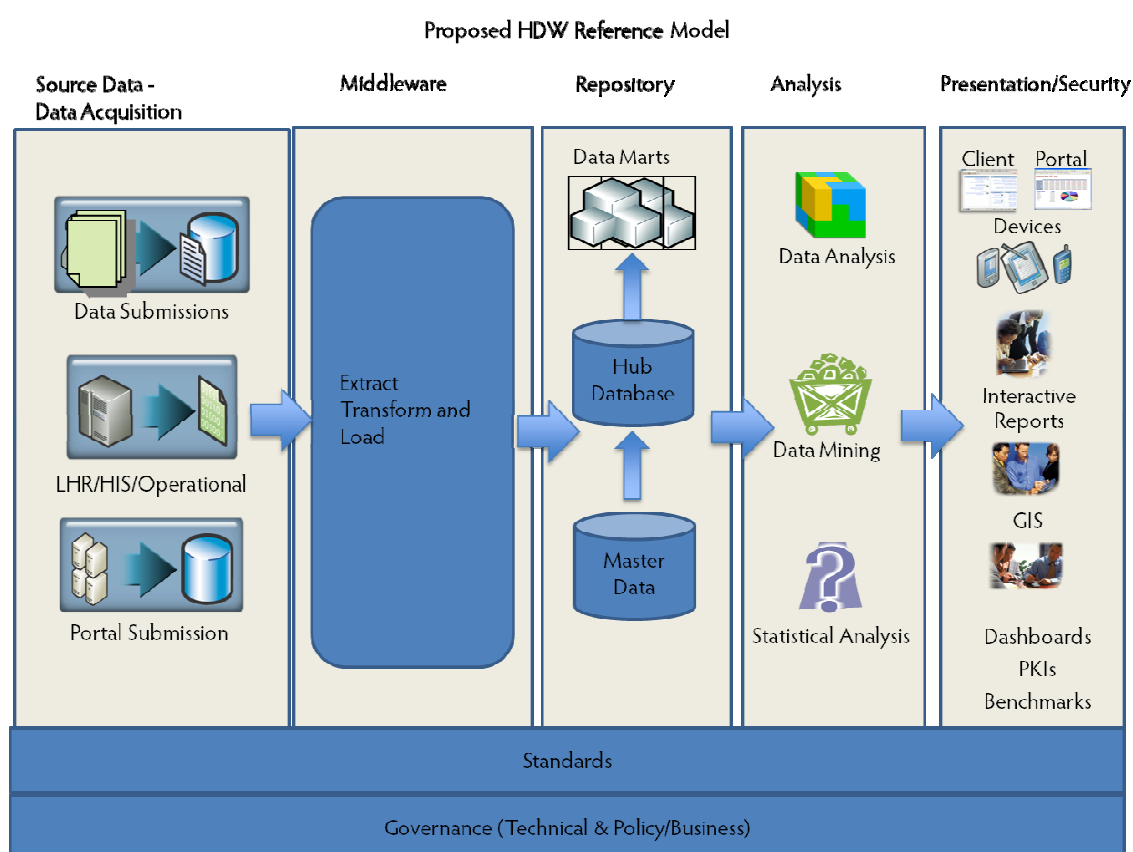 Proposed HDW Reference Model
Source Data -
Data Acquisition
Middleware
Repository
Analysis
Presentation/Security
Data Submissions
LHR/HIS/Operational
Portal Submission
Extract
Transform and
Load
Data Marts
Hub
Database
Master
Data
Data Analysis
Data Mining
Statistical Analysis
Client
Portal
Devices
Interactive
Reports
GIS
Dashboards
PKIs
Benchmarks
Standards
Governance (Technical & Policy/Business)